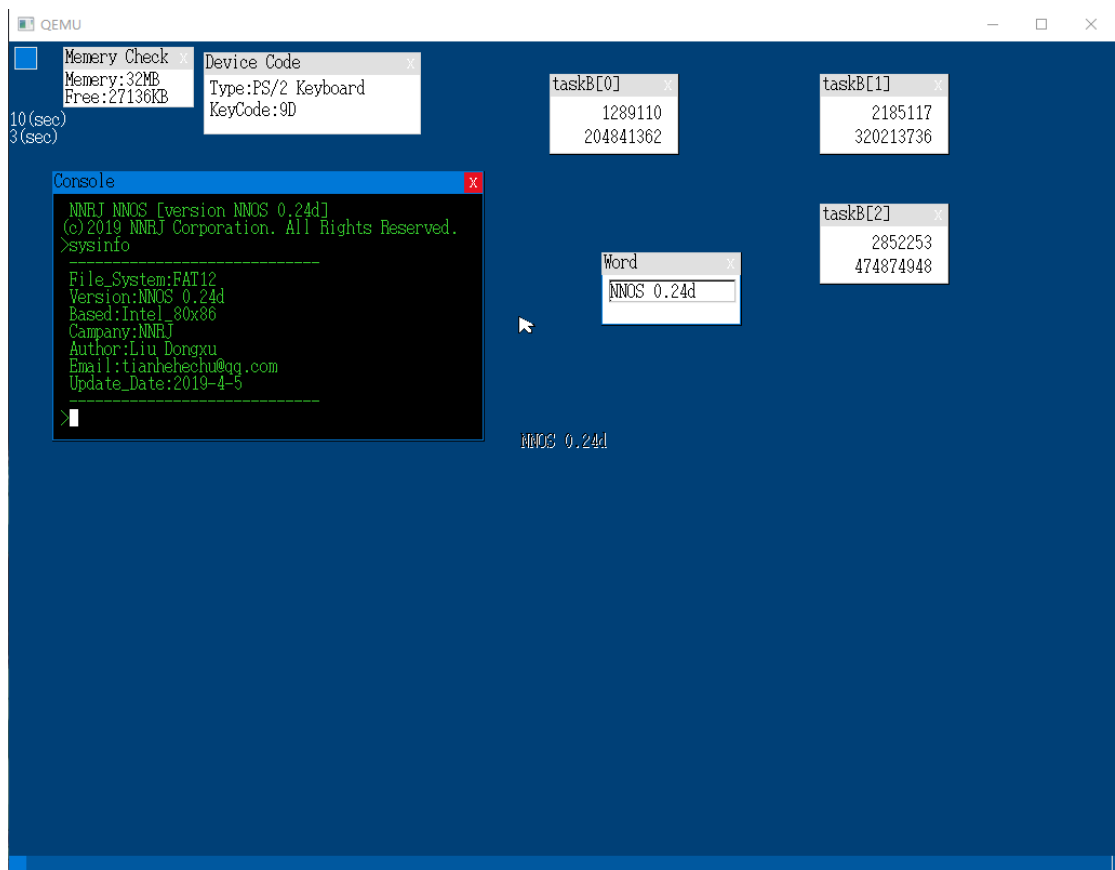 QEMU
Memery Check x
Memery:32MB
Free:27136KB
Device Code x
Type:PS/2 Keyboard
KeyCode:9D
10(sec)
3(sec)
taskB[0] x
1289110
204841362
taskB[1] x
2185117
320213736
Console x
NNRJ NNOS [version NNOS 0.24d]
(c)2019 NNRJ Corporation. All Rights Reserved.
>sysinfo
-----------------------------
File_System:FAT12
Version:NNOS 0.24d
Based:Intel_80x86
Campany:NNRJ
Author:Liu Dongxu
Email:tianhehechu@qq.com
Update_Date:2019-4-5
-----------------------------
>
taskB[2] x
2852253
474874948
Word x
NNOS 0.24d
NNOS 0.24d